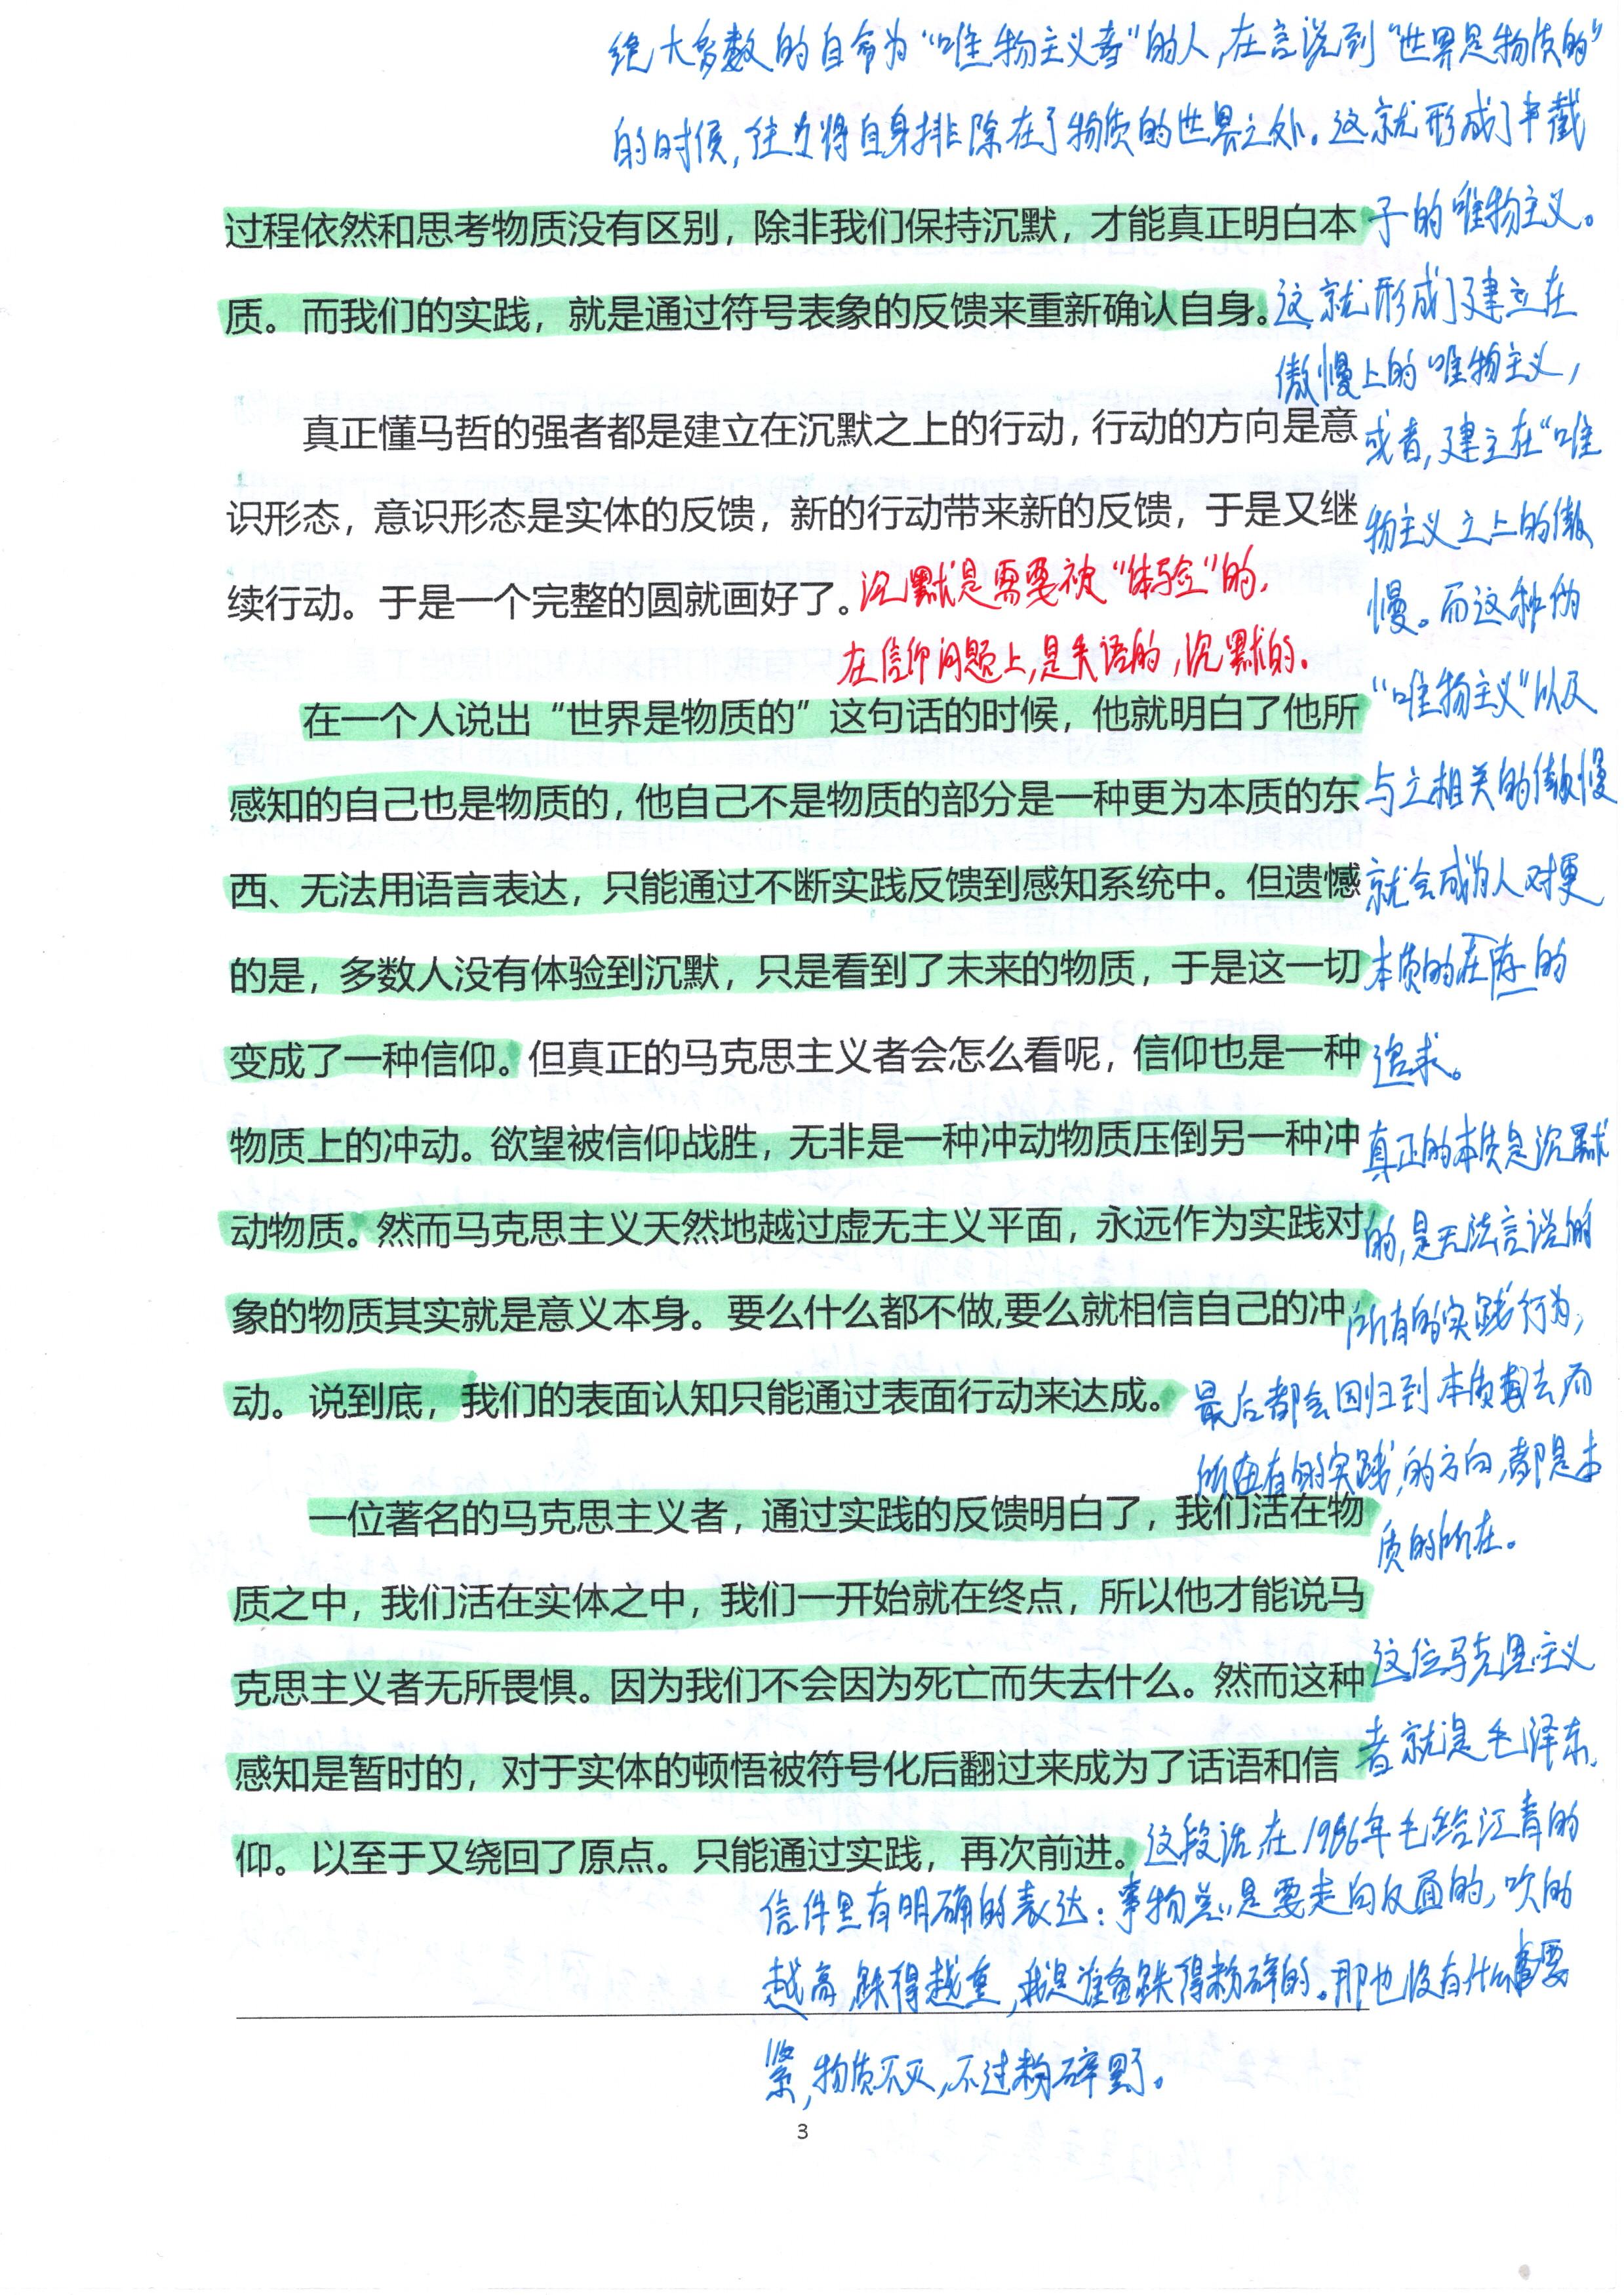 绝大多数的自命为“唯物主义者”的人，在言说到“世界是物质的”
的时候，往往将自身排除在了物质的世界之外。这就形成了半截
过程依然和思考物质没有区别，除非我们保持沉默，才能真正明白本
子的唯物主义。
质。而我们的实践，就是通过符号表象的反馈来重新确认自身。
这就形成了建立在
傲慢上的“唯物主义，
真正懂马哲的强者都是建立在沉默之上的行动，行动的方向是意
或者，建立在“唯
识形态，意识形态是实体的反馈，新的行动带来新的反馈，于是又继
物主义之上的傲
续行动。于是一个完整的圆就画好了。
沉默是需要被“体验”的，
慢。而这种伪
在信仰问题上，是失语的，沉默的。
“唯物主义”以及
在一个人说出“世界是物质的”这句话的时候，他就明白了他所
感知的自己也是物质的，他自己不是物质的部分是一种更为本质的东
与之相关的傲慢
西、无法用语言表达，只能通过不断实践反馈到感知系统中。但遗憾
就会成为人对更
的是，多数人没有体验到沉默，只是看到了未来的物质，于是这一切
本质的存在的
变成了一种信仰。但真正的马克思主义者会怎么看呢，信仰也是一种
追求。
物质上的冲动。欲望被信仰战胜，无非是一种冲动物质压倒另一种冲
真正的本质是沉默
动物质。然而马克思主义天然地越过虚无主义平面，永远作为实践对
的，是无法言说的
象的物质其实就是意义本身。要么什么都不做,要么就相信自己的冲
所有的实践行为，
动。说到底，我们的表面认知只能通过表面行动来达成。
最后都会回归到本质去，而
所有的实践的方向，都是本
一位著名的马克思主义者，通过实践的反馈明白了，我们活在物
质的所在。
质之中，我们活在实体之中，我们一开始就在终点，所以他才能说马
这位马克思主义
克思主义者无所畏惧。因为我们不会因为死亡而失去什么。然而这种
者就是毛泽东，
感知是暂时的，对于实体的顿悟被符号化后翻过来成为了话语和信
仰。以至于又绕回了原点。只能通过实践，再次前进。
这段话在1966年毛给江青的
信件里有明确的表达：事物总是要走向反面的，吹的
越高，跌得越重，我是准备跌得粉碎的。那也没有什么要
紧，物质不灭，不过粉碎罢了。
3